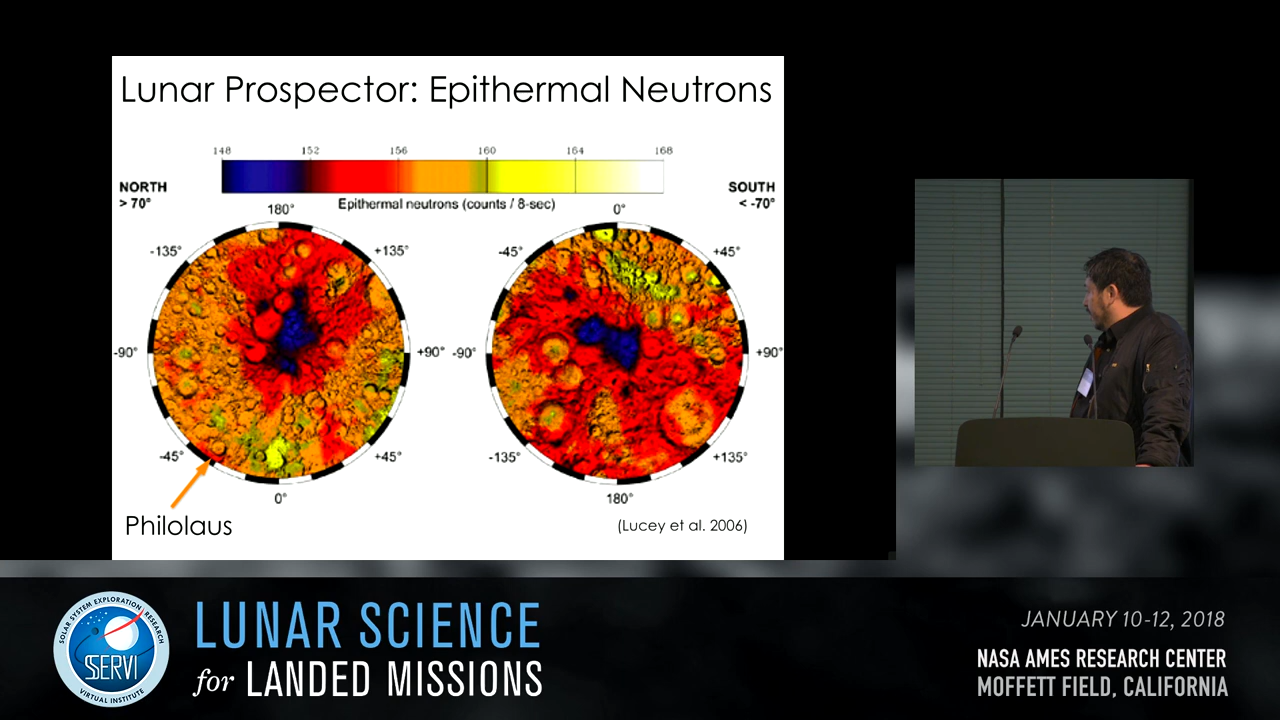 Lunar Prospector: Epithermal Neutrons
148 152 156 160 164 168
Epithermal neutrons (counts / 8-sec)
NORTH
> 70°
SOUTH
< -70°
180°
-135° +135°
-90° +90°
-45° +45°
0°
0°
-45° +45°
-90° +90°
-135° +135°
180°
Philolaus
(Lucey et al. 2006)
SOLAR SYSTEM EXPLORATION RESEARCH
SSERVI
VIRTUAL INSTITUTE
LUNAR SCIENCE
for LANDED MISSIONS
JANUARY 10-12, 2018
NASA AMES RESEARCH CENTER
MOFFETT FIELD, CALIFORNIA